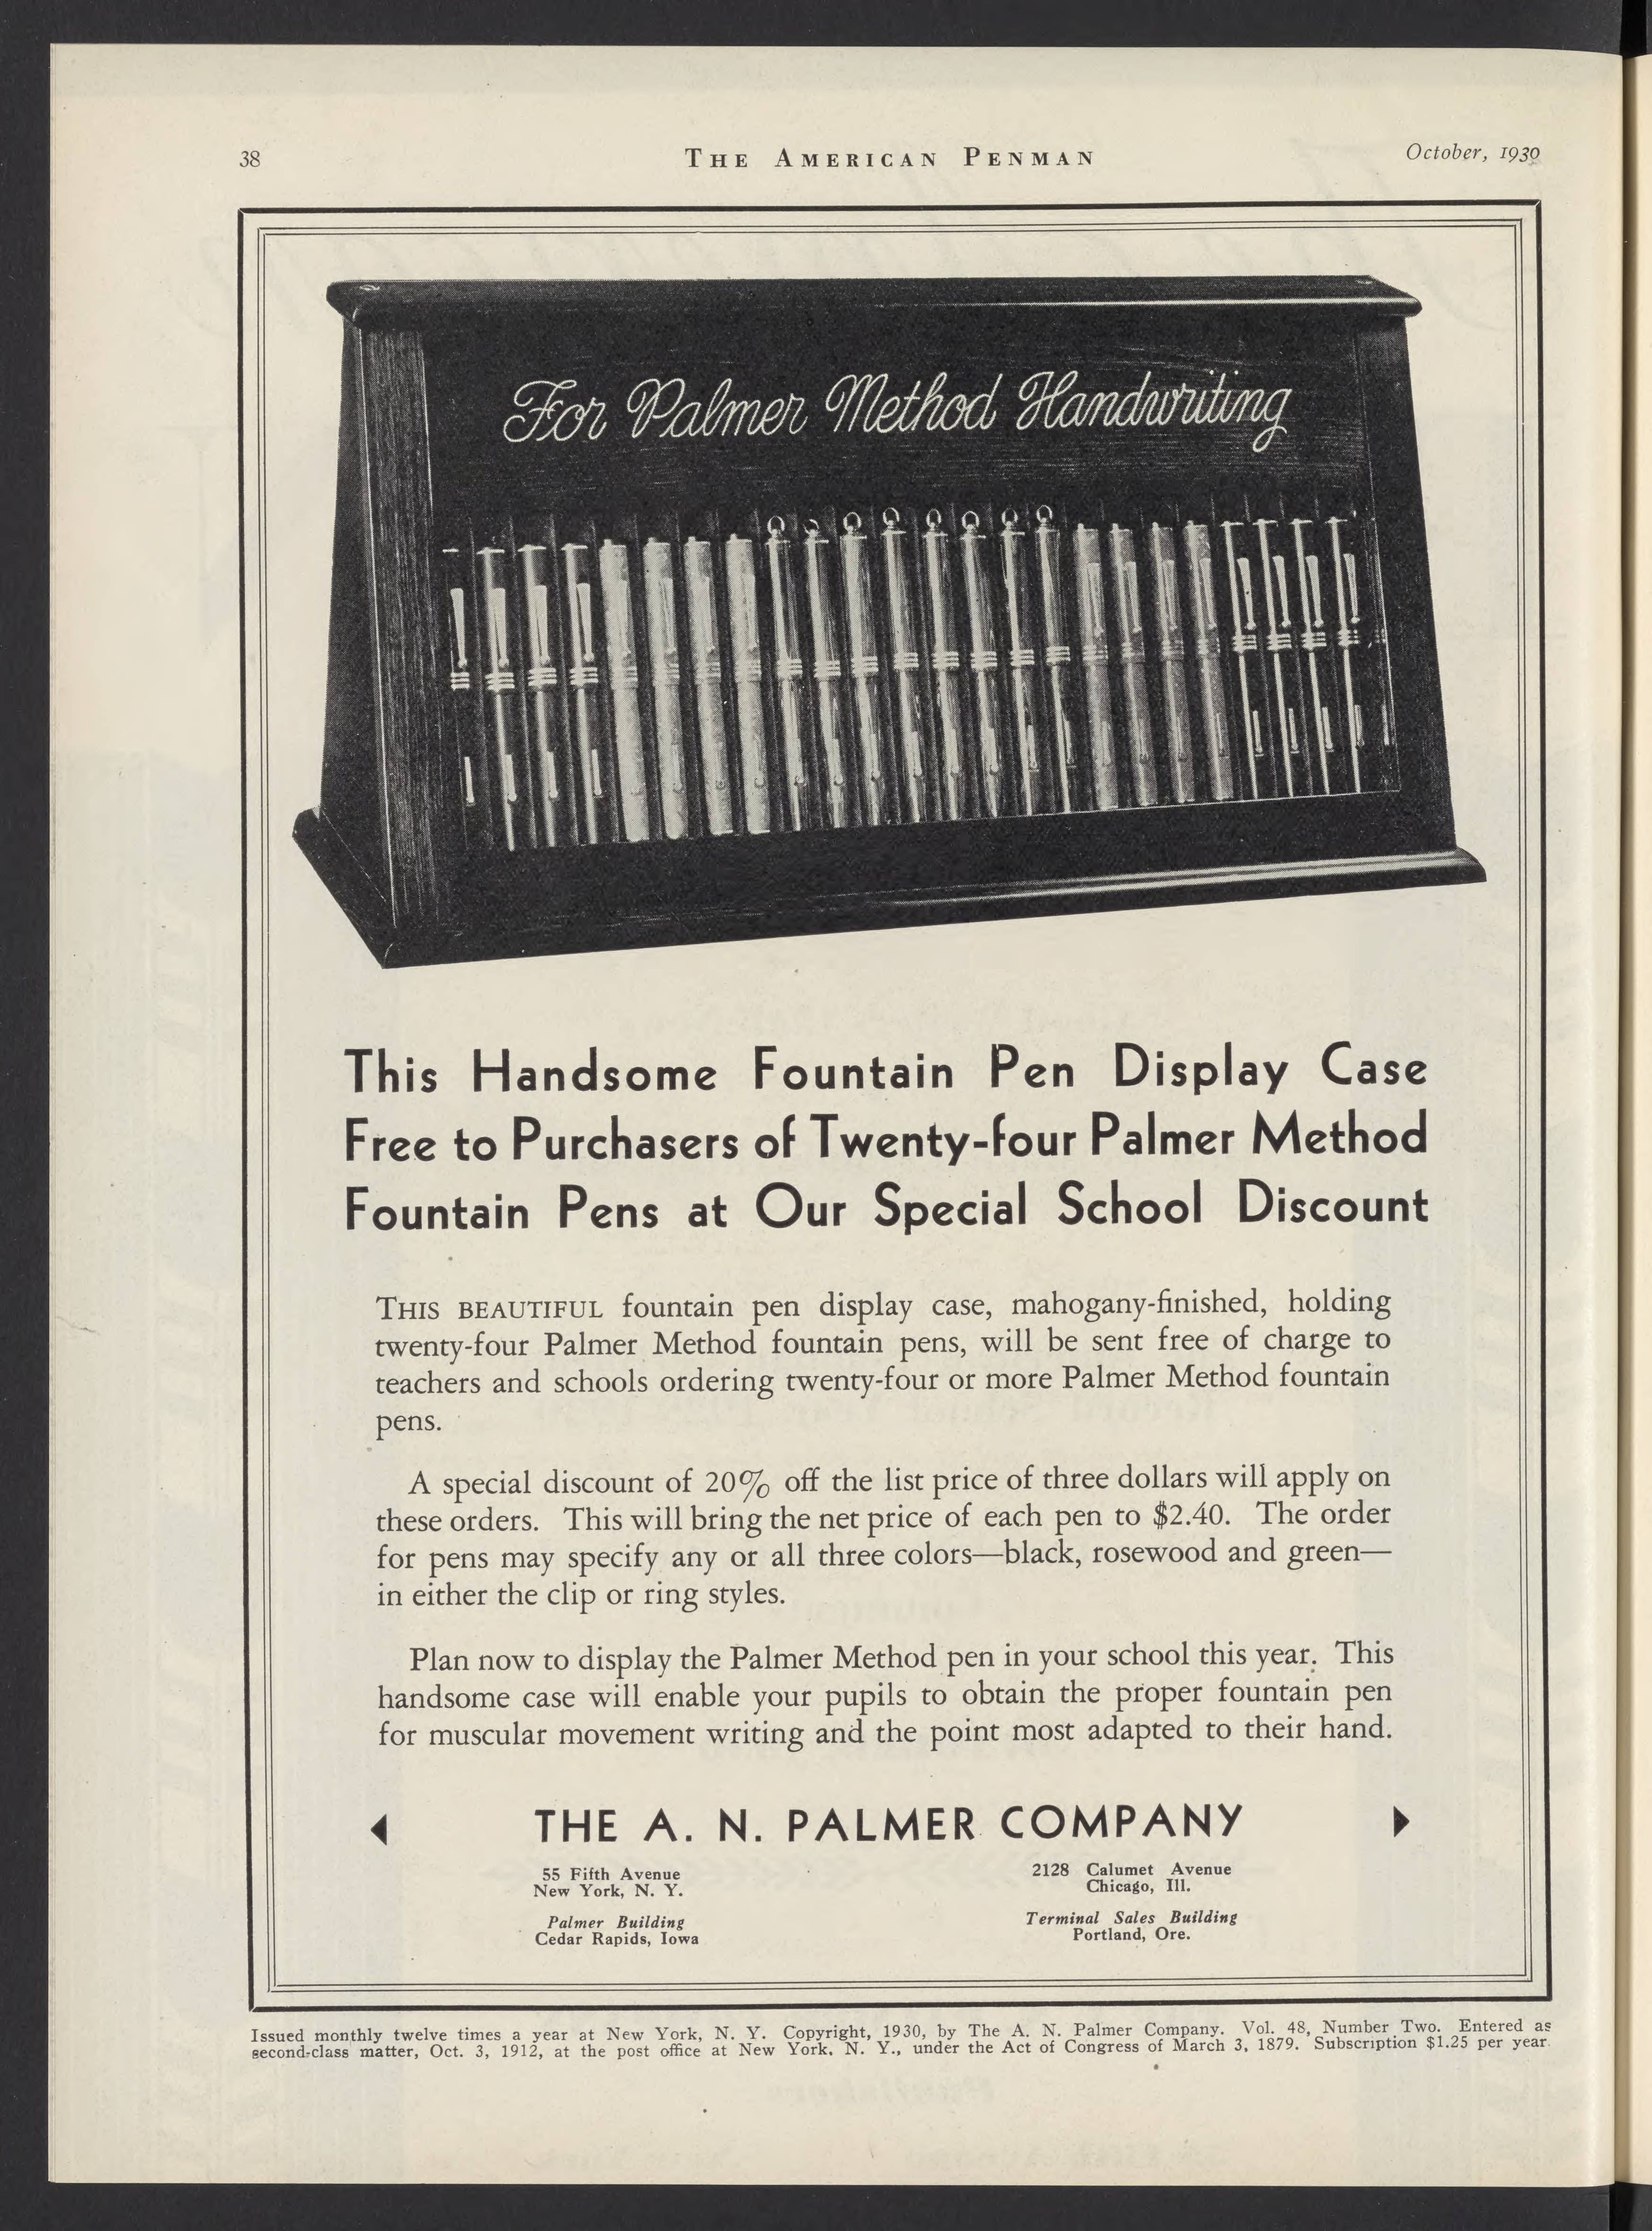 38
THE AMERICAN PENMAN
October, 1930
For Palmer Method Handwriting
This Handsome Fountain Pen Display Case
Free to Purchasers of Twenty-four Palmer Method
Fountain Pens at Our Special School Discount
THIS BEAUTIFUL fountain pen display case, mahogany-finished, holding
twenty-four Palmer Method fountain pens, will be sent free of charge to
teachers and schools ordering twenty-four or more Palmer Method fountain
pens.
A special discount of 20% off the list price of three dollars will apply on
these orders. This will bring the net price of each pen to $2.40. The order
for pens may specify any or all three colors—black, rosewood and green—
in either the clip or ring styles.
Plan now to display the Palmer Method pen in your school this year. This
handsome case will enable your pupils to obtain the proper fountain pen
for muscular movement writing and the point most adapted to their hand.
THE A. N. PALMER COMPANY
55 Fifth Avenue
New York, N. Y.
Palmer Building
Cedar Rapids, Iowa
2128 Calumet Avenue
Chicago, Ill.
Terminal Sales Building
Portland, Ore.
Issued monthly twelve times a year at New York, N. Y. Copyright, 1930, by The A. N. Palmer Company. Vol. 48, Number Two. Entered as
second-class matter, Oct. 3, 1912, at the post office at New York, N. Y., under the Act of Congress of March 3, 1879. Subscription $1.25 per year.